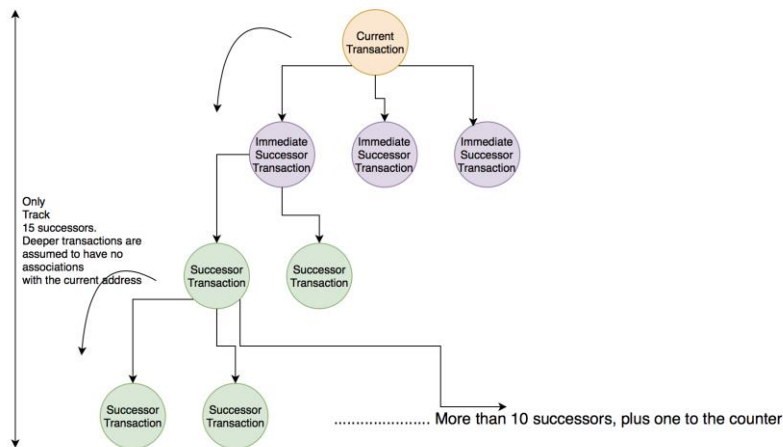 Current
Transaction
Immediate
Successor
Transaction
Immediate
Successor
Transaction
Immediate
Successor
Transaction
Only
Track
15 successors.
Deeper transactions are
assumed to have no
associations
with the current address
Successor
Transaction
Successor
Transaction
Successor
Transaction
Successor
Transaction
.................... More than 10 successors, plus one to the counter